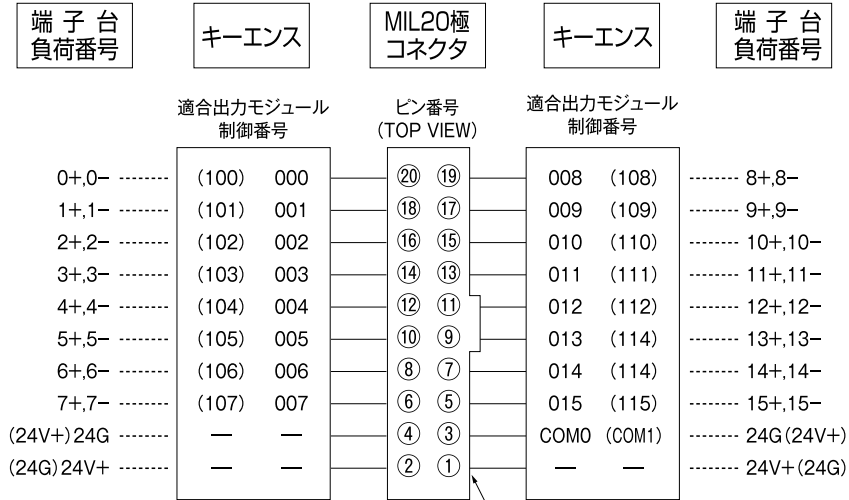 端子台
負荷番号
キーエンス
MIL20極
コネクタ
キーエンス
端子台
負荷番号
適合出力モジュール
制御番号
ピン番号
(TOP VIEW)
適合出力モジュール
制御番号
0+,0− (100) 000 ⑳ ⑲ 008 (108) 8+,8−
1+,1− (101) 001 ⑱ ⑰ 009 (109) 9+,9−
2+,2− (102) 002 ⑯ ⑮ 010 (110) 10+,10−
3+,3− (103) 003 ⑭ ⑬ 011 (111) 11+,11−
4+,4− (104) 004 ⑫ ⑪ 012 (112) 12+,12−
5+,5− (105) 005 ⑩ ⑨ 013 (114) 13+,13−
6+,6− (106) 006 ⑧ ⑦ 014 (114) 14+,14−
7+,7− (107) 007 ⑥ ⑤ 015 (115) 15+,15−
(24V+)24G — — ④ ③ COM0 (COM1) 24G(24V+)
(24G)24V+ — — ② ① — — 24V+(24G)